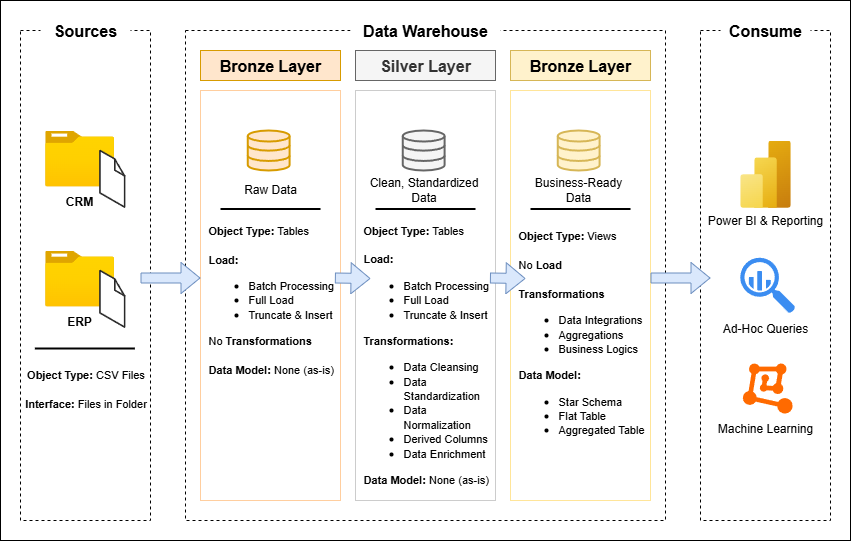 Sources
CRM
ERP
Object Type: CSV Files
Interface: Files in Folder
Data Warehouse
Bronze Layer
Raw Data
Object Type: Tables
Load:
Batch Processing
Full Load
Truncate & Insert
No Transformations
Data Model: None (as-is)
Silver Layer
Clean, Standardized
Data
Object Type: Tables
Load:
Batch Processing
Full Load
Truncate & Insert
Transformations:
Data Cleansing
Data
Standardization
Data
Normalization
Derived Columns
Data Enrichment
Data Model: None (as-is)
Bronze Layer
Business-Ready
Data
Object Type: Views
No Load
Transformations
Data Integrations
Aggregations
Business Logics
Data Model:
Star Schema
Flat Table
Aggregated Table
Consume
Power BI & Reporting
Ad-Hoc Queries
Machine Learning